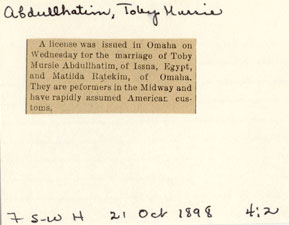 Abdullhatim, Toby Mursie
A license was issued in Omaha on
Wednesday for the marriage of Toby
Mursie Abdullhatim, of Issna, Egypt,
and Matilda Ratekim, of Omaha.
They are peformers in the Midway and
have rapidly assumed American cus-
toms.
F S-W H 21 Oct 1898 4:2